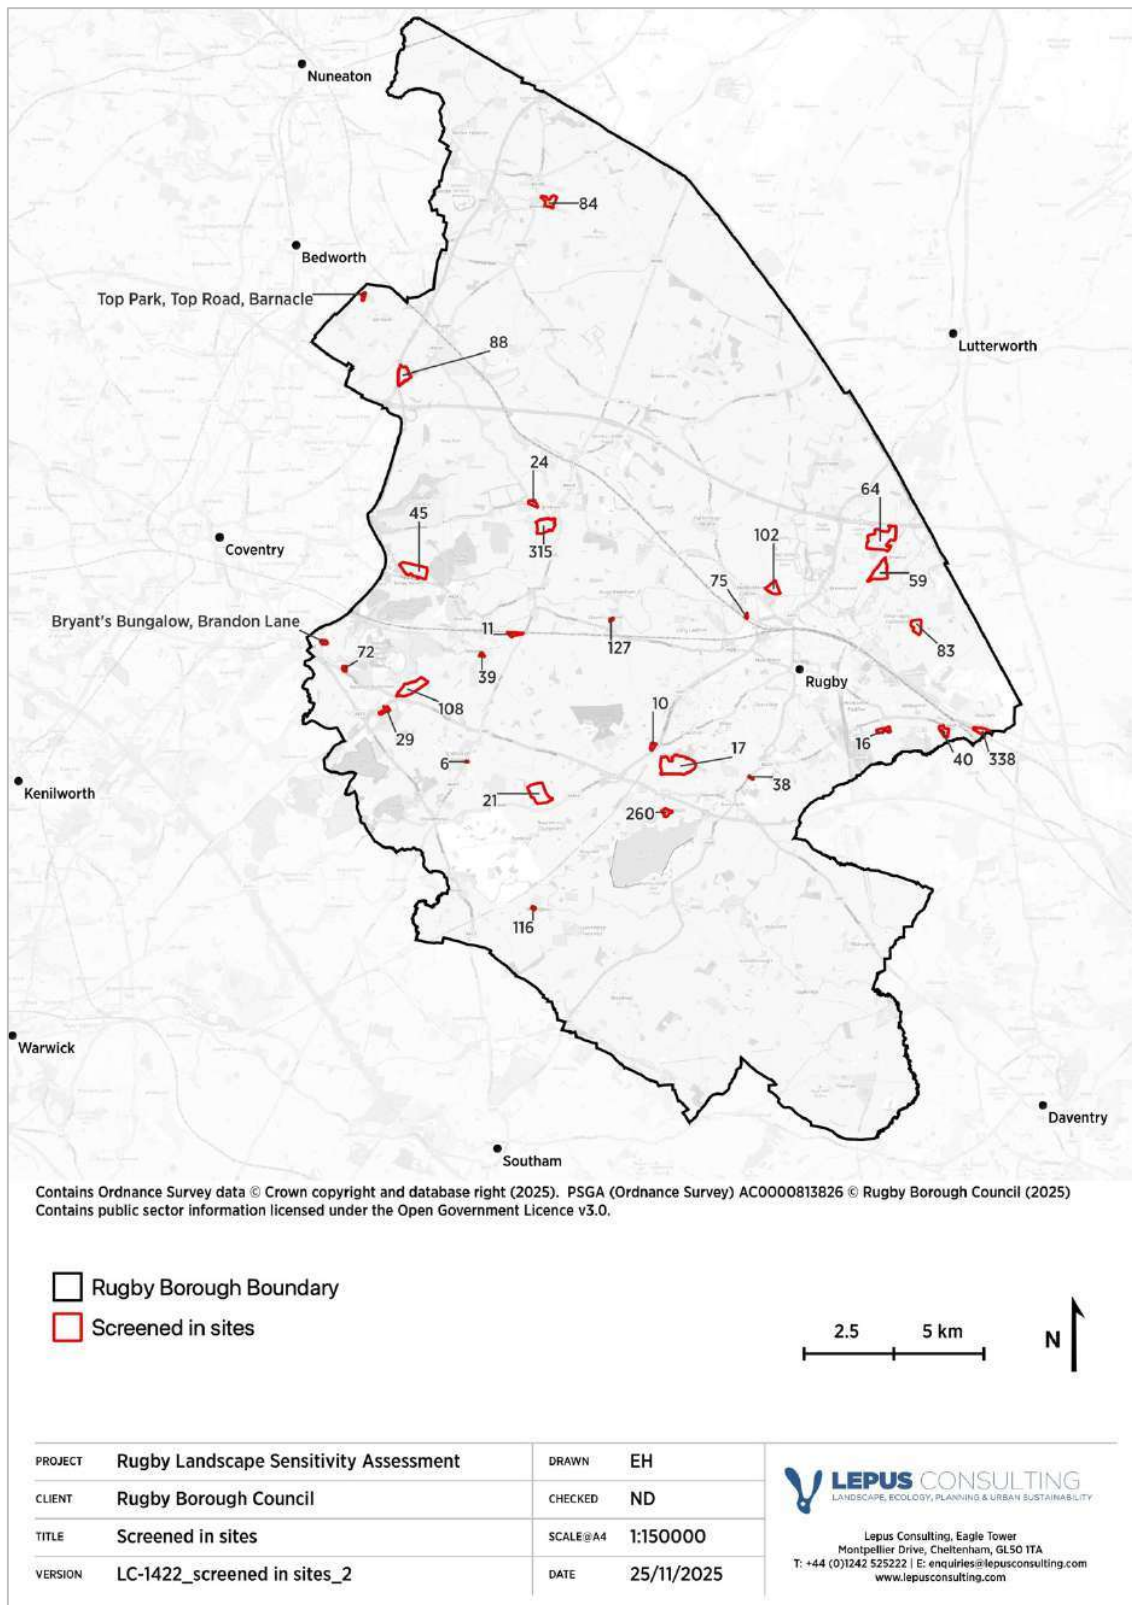 Nuneaton
84
Bedworth
Top Park, Top Road, Barnacle
88
Lutterworth
24
64
45
315
102
Coventry
75
59
Bryant's Bungalow, Brandon Lane
11
127
83
72
39
Rugby
108
10
29
17
16
40
338
6
38
Kenilworth
21
260
116
Warwick
Daventry
Southam
Contains Ordnance Survey data © Crown copyright and database right (2025). PSGA (Ordnance Survey) AC0000813826 © Rugby Borough Council (2025)
Contains public sector information licensed under the Open Government Licence v3.0.
Rugby Borough Boundary
Screened in sites
2.5 5 km
N
PROJECT Rugby Landscape Sensitivity Assessment DRAWN EH
CLIENT Rugby Borough Council CHECKED ND
TITLE Screened in sites SCALE@A4 1:150000
VERSION LC-1422_screened in sites_2 DATE 25/11/2025
LEPUS CONSULTING
LANDSCAPE, ECOLOGY, PLANNING & URBAN SUSTAINABILITY
Lepus Consulting, Eagle Tower
Montpellier Drive, Cheltenham, GL50 1TA
T: +44 (0)1242 525222 | E: enquiries@lepusconsulting.com
www.lepusconsulting.com